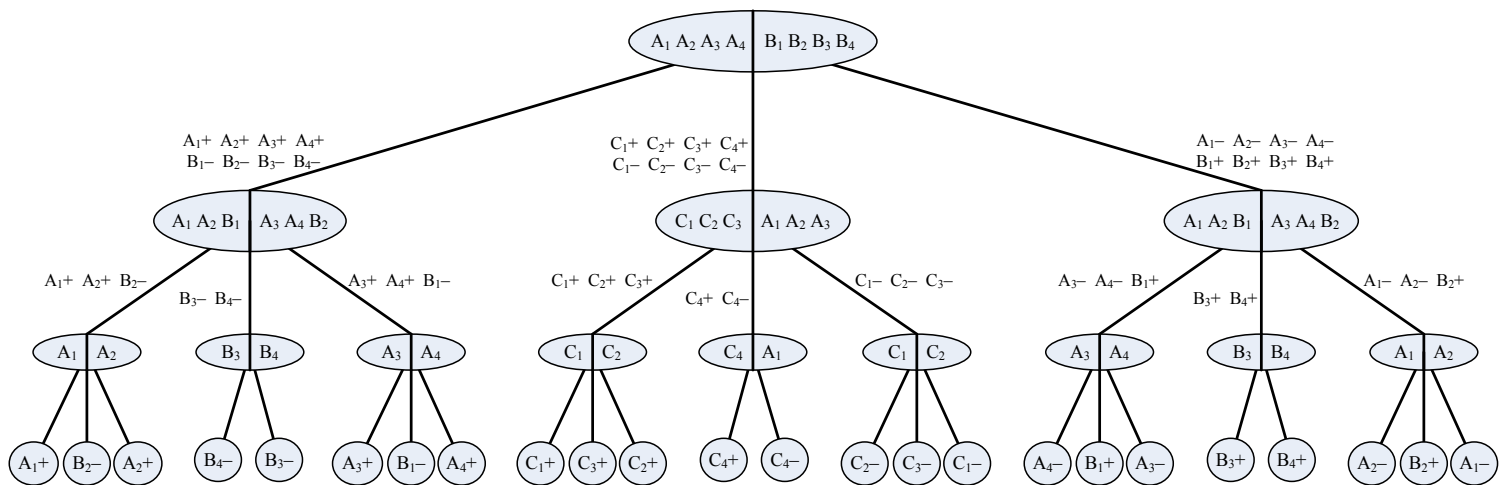 A₁ A₂ A₃ A₄ B₁ B₂ B₃ B₄
A₁+ A₂+ A₃+ A₄+
B₁– B₂– B₃– B₄–
C₁+ C₂+ C₃+ C₄+
C₁– C₂– C₃– C₄–
A₁– A₂– A₃– A₄–
B₁+ B₂+ B₃+ B₄+
A₁ A₂ B₁ A₃ A₄ B₂
C₁ C₂ C₃ A₁ A₂ A₃
A₁ A₂ B₁ A₃ A₄ B₂
A₁+ A₂+ B₂–
B₃– B₄–
A₃+ A₄+ B₁–
C₁+ C₂+ C₃+
C₄+ C₄–
C₁– C₂– C₃–
A₃– A₄– B₁+
B₃+ B₄+
A₁– A₂– B₂+
A₁ A₂
B₃ B₄
A₃ A₄
C₁ C₂
C₄ A₁
C₁ C₂
A₃ A₄
B₃ B₄
A₁ A₂
A₁+ B₂– A₂+
B₄– B₃–
A₃+ B₁– A₄+
C₁+ C₃+ C₂+
C₄+ C₄–
C₂– C₃– C₁–
A₄– B₁+ A₃–
B₃+ B₄+
A₂– B₂+ A₁–